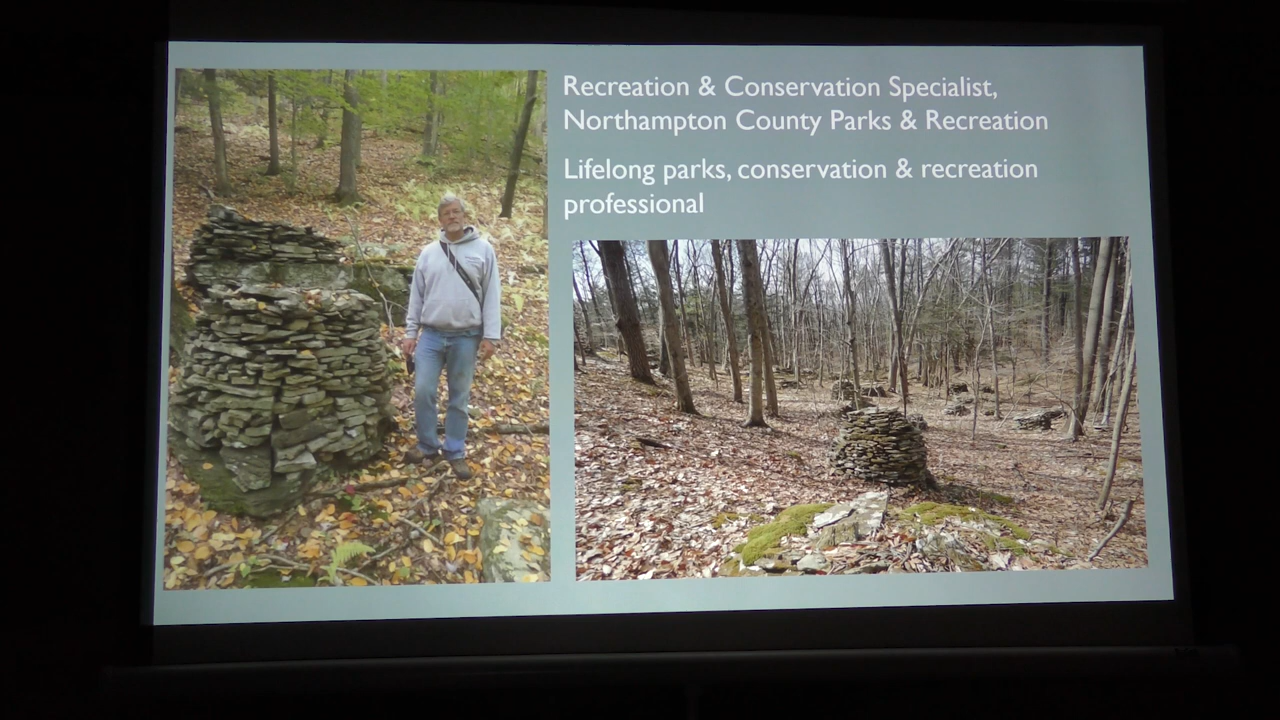 Recreation & Conservation Specialist,
Northampton County Parks & Recreation
Lifelong parks, conservation & recreation
professional